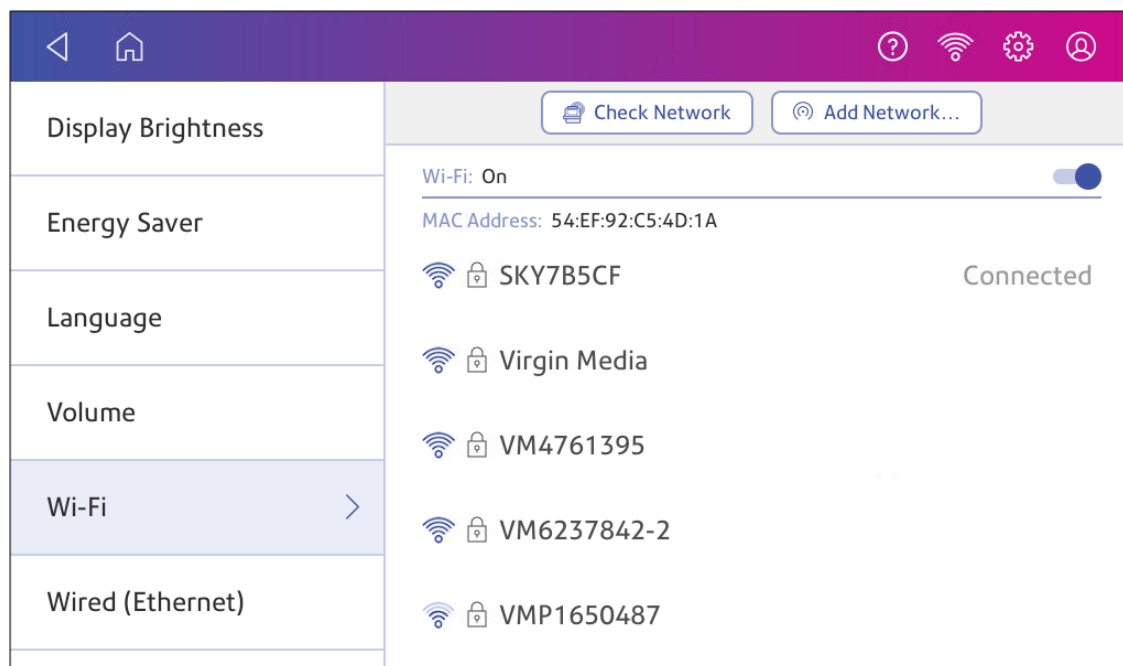 Display Brightness
Energy Saver
Language
Volume
Wi-Fi
Wired (Ethernet)
Check Network
Add Network...
Wi-Fi: On
MAC Address: 54:EF:92:C5:4D:1A
SKY7B5CF Connected
Virgin Media
VM4761395
VM6237842-2
VMP1650487